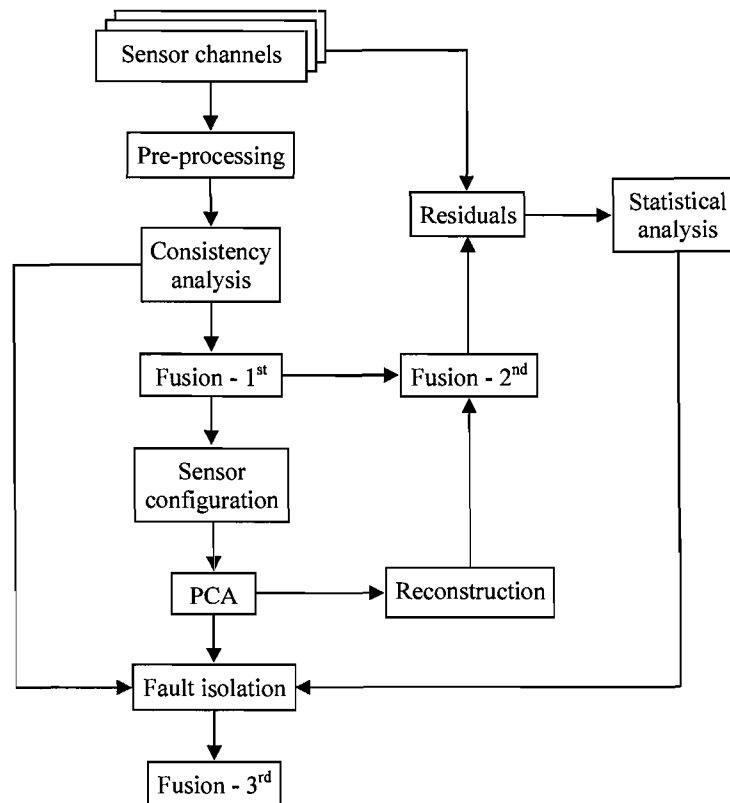 Sensor channels
Pre-processing
Residuals
Statistical
analysis
Consistency
analysis
Fusion - 1st
Fusion - 2nd
Sensor
configuration
PCA
Reconstruction
Fault isolation
Fusion - 3rd